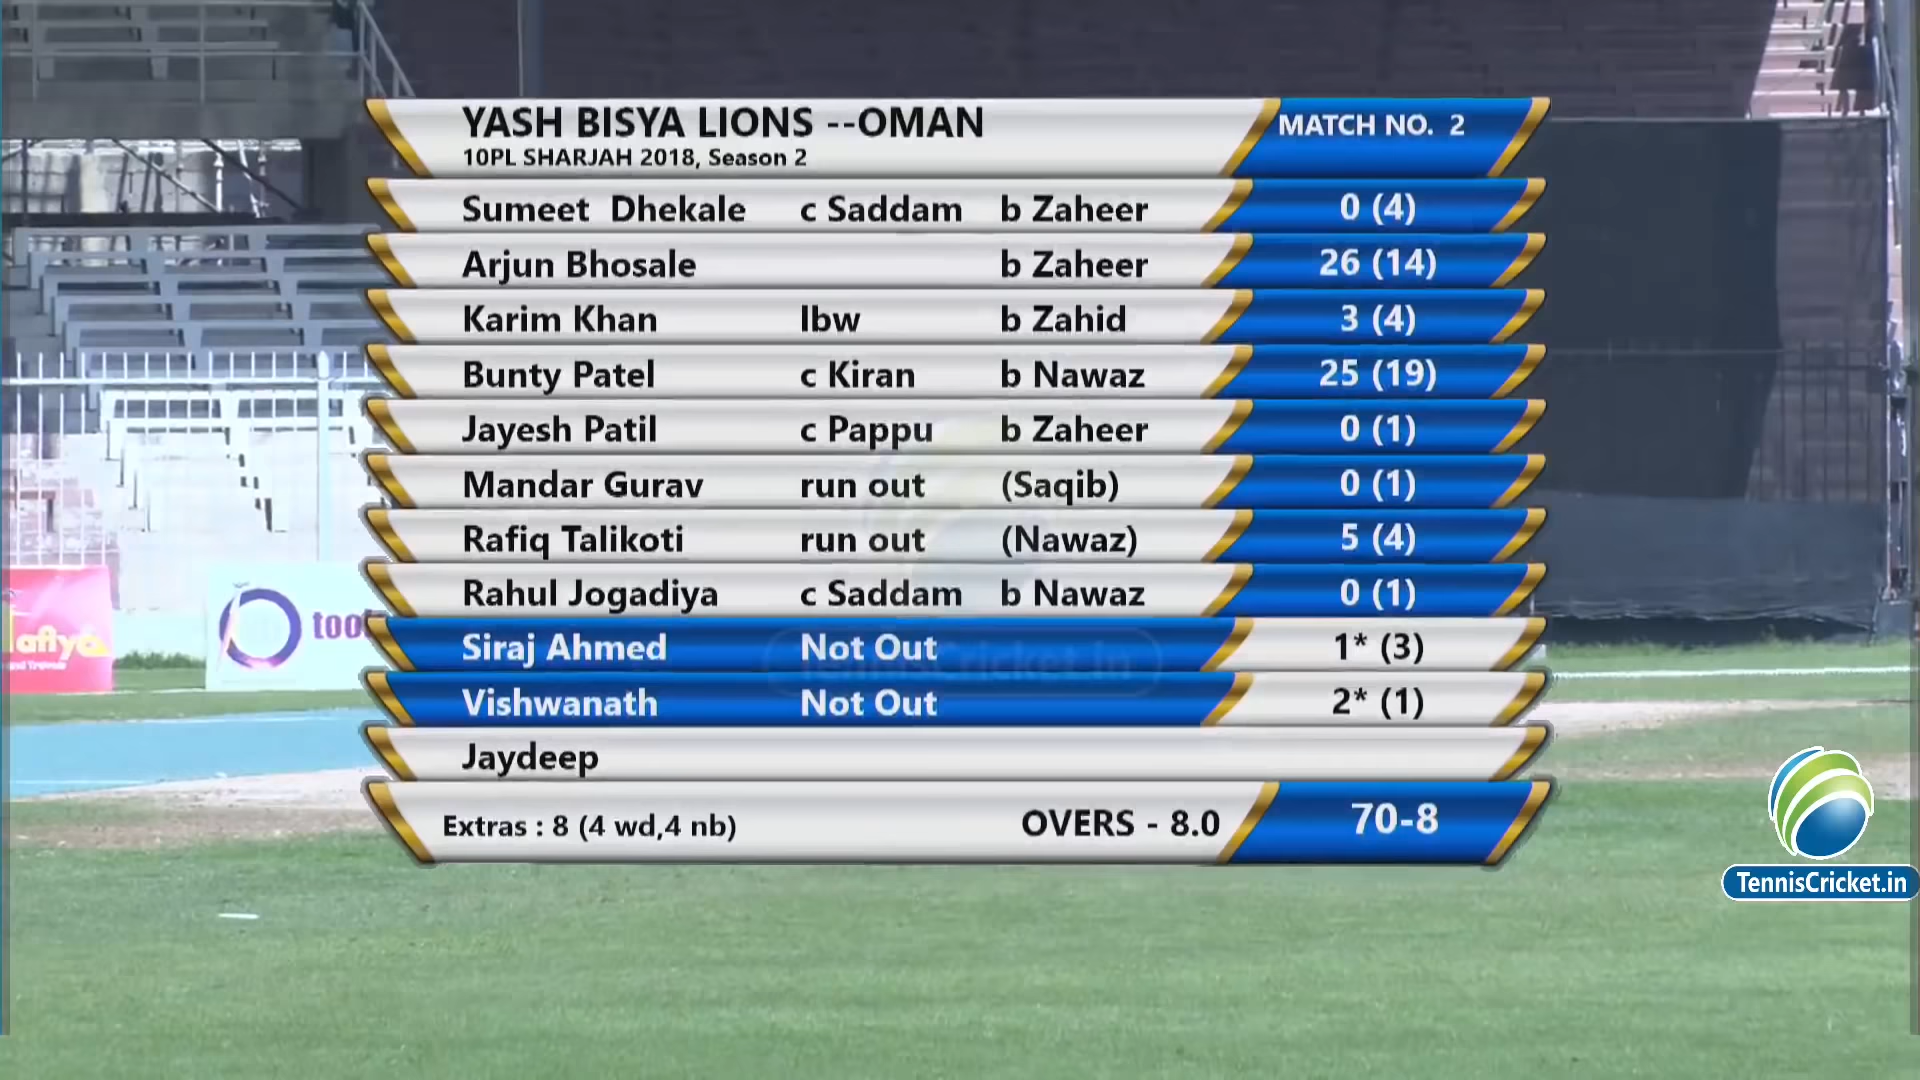 YASH BISYA LIONS --OMAN MATCH NO. 2
10PL SHARJAH 2018, Season 2
Sumeet Dhekale c Saddam b Zaheer 0 (4)
Arjun Bhosale b Zaheer 26 (14)
Karim Khan lbw b Zahid 3 (4)
Bunty Patel c Kiran b Nawaz 25 (19)
Jayesh Patil c Pappu b Zaheer 0 (1)
Mandar Gurav run out (Saqib) 0 (1)
Rafiq Talikoti run out (Nawaz) 5 (4)
Rahul Jogadiya c Saddam b Nawaz 0 (1)
Siraj Ahmed Not Out 1* (3)
Vishwanath Not Out 2* (1)
Jaydeep
Extras : 8 (4 wd,4 nb) OVERS - 8.0 70-8
TennisCricket.in
TennisCricket.in